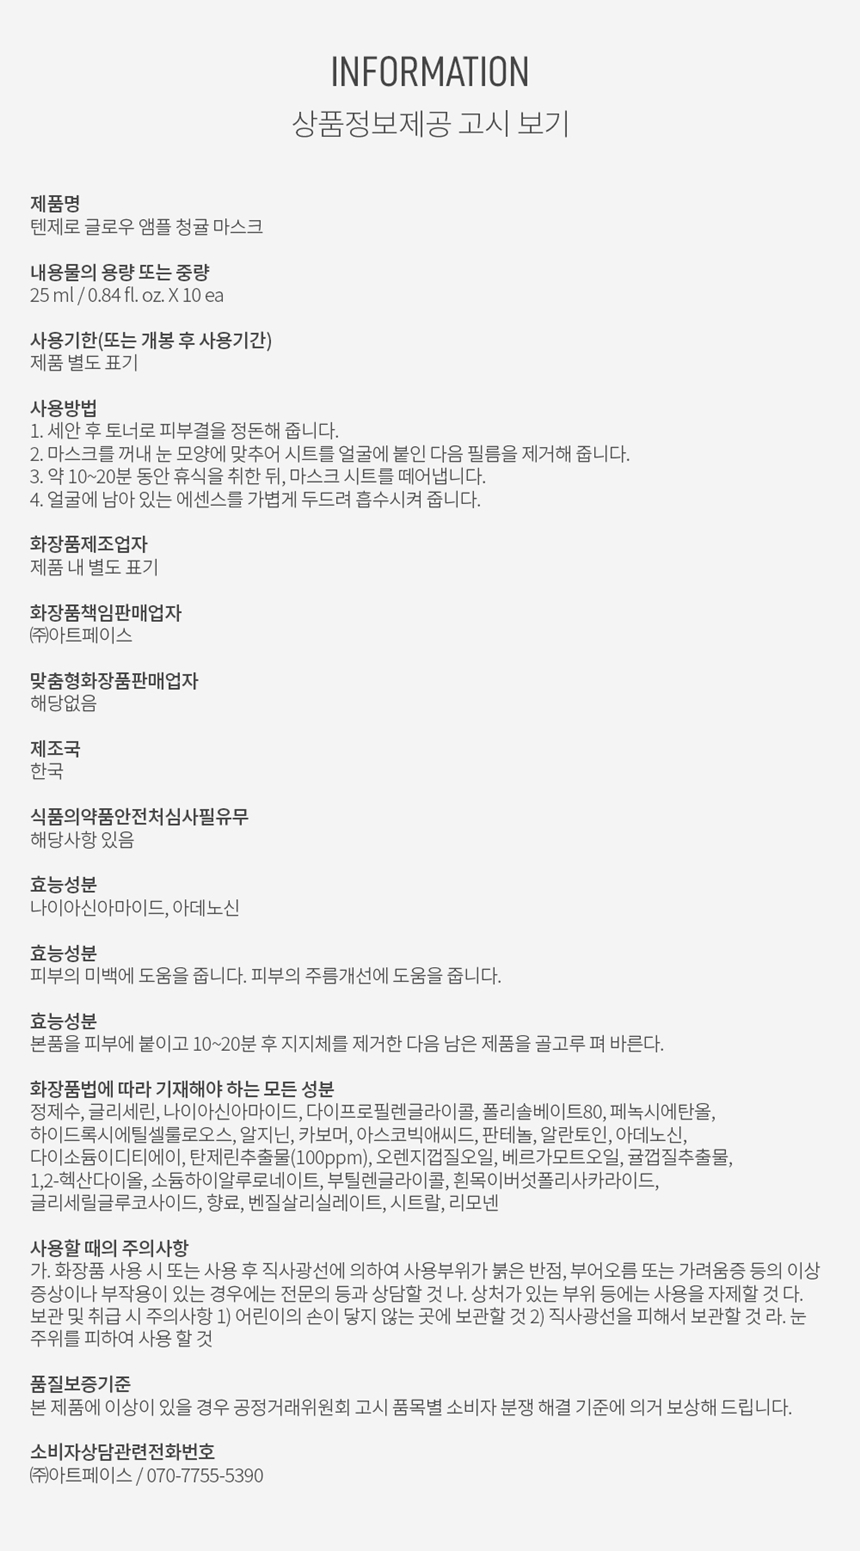 INFORMATION
상품정보제공 고시 보기
제품명
텐제로 글로우 앰플 청귤 마스크
내용물의 용량 또는 중량
25 ml / 0.84 fl. oz. X 10 ea
사용기한(또는 개봉 후 사용기간)
제품 별도 표기
사용방법
1. 세안 후 토너로 피부결을 정돈해 줍니다.
2. 마스크를 꺼내 눈 모양에 맞추어 시트를 얼굴에 붙인 다음 필름을 제거해 줍니다.
3. 약 10~20분 동안 휴식을 취한 뒤, 마스크 시트를 떼어냅니다.
4. 얼굴에 남아 있는 에센스를 가볍게 두드려 흡수시켜 줍니다.
화장품제조업자
제품 내 별도 표기
화장품책임판매업자
㈜아트페이스
맞춤형화장품판매업자
해당없음
제조국
한국
식품의약품안전처심사필유무
해당사항 있음
효능성분
나이아신아마이드, 아데노신
효능성분
피부의 미백에 도움을 줍니다. 피부의 주름개선에 도움을 줍니다.
효능성분
본품을 피부에 붙이고 10~20분 후 지지체를 제거한 다음 남은 제품을 골고루 펴 바른다.
화장품법에 따라 기재해야 하는 모든 성분
정제수, 글리세린, 나이아신아마이드, 다이프로필렌글라이콜, 폴리솔베이트80, 페녹시에탄올,
하이드록시에틸셀룰로오스, 알지닌, 카보머, 아스코빅애씨드, 판테놀, 알란토인, 아데노신,
다이소듐이디티에이, 탄제린추출물(100ppm), 오렌지껍질오일, 베르가모트오일, 귤껍질추출물,
1,2-헥산다이올, 소듐하이알루로네이트, 부틸렌글라이콜, 흰목이버섯폴리사카라이드,
글리세릴글루코사이드, 향료, 벤질살리실레이트, 시트랄, 리모넨
사용할 때의 주의사항
가. 화장품 사용 시 또는 사용 후 직사광선에 의하여 사용부위가 붉은 반점, 부어오름 또는 가려움증 등의 이상
증상이나 부작용이 있는 경우에는 전문의 등과 상담할 것 나. 상처가 있는 부위 등에는 사용을 자제할 것 다.
보관 및 취급 시 주의사항 1) 어린이의 손이 닿지 않는 곳에 보관할 것 2) 직사광선을 피해서 보관할 것 라. 눈
주위를 피하여 사용 할 것
품질보증기준
본 제품에 이상이 있을 경우 공정거래위원회 고시 품목별 소비자 분쟁 해결 기준에 의거 보상해 드립니다.
소비자상담관련전화번호
㈜아트페이스 / 070-7755-5390